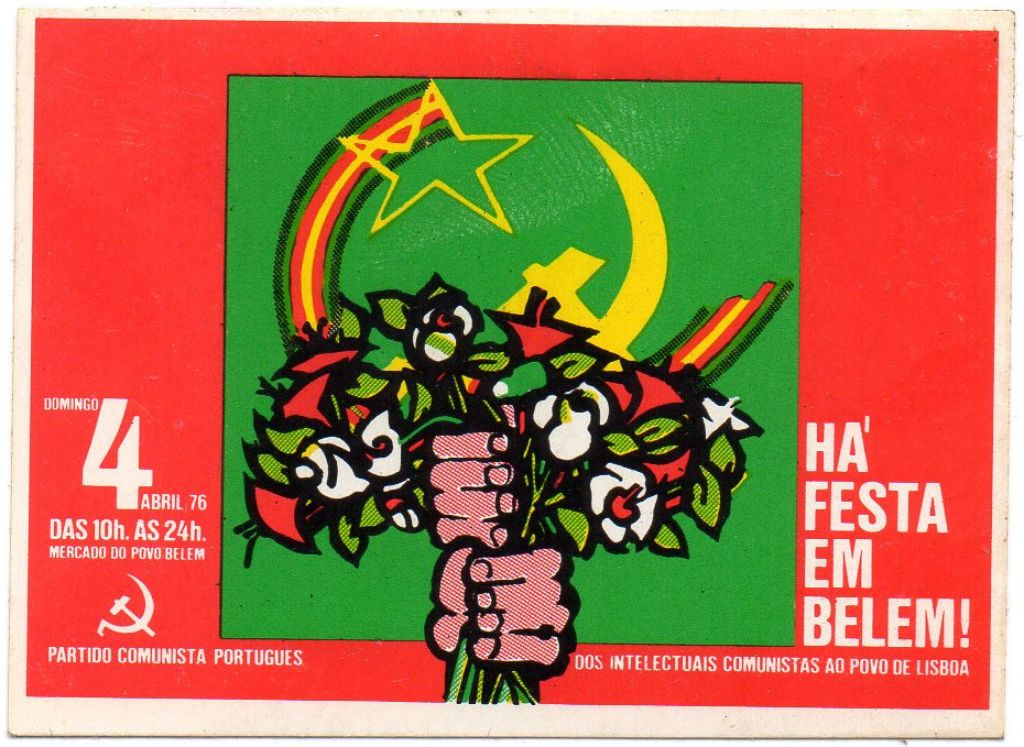 DOMINGO
4
ABRIL, 76
DAS 10h. AS 24h.
MERCADO DO POVO BELEM
PARTIDO COMUNISTA PORTUGUES
HÁ
FESTA
EM
BELEM!
DOS INTELECTUAIS COMUNISTAS AO POVO DE LISBOA